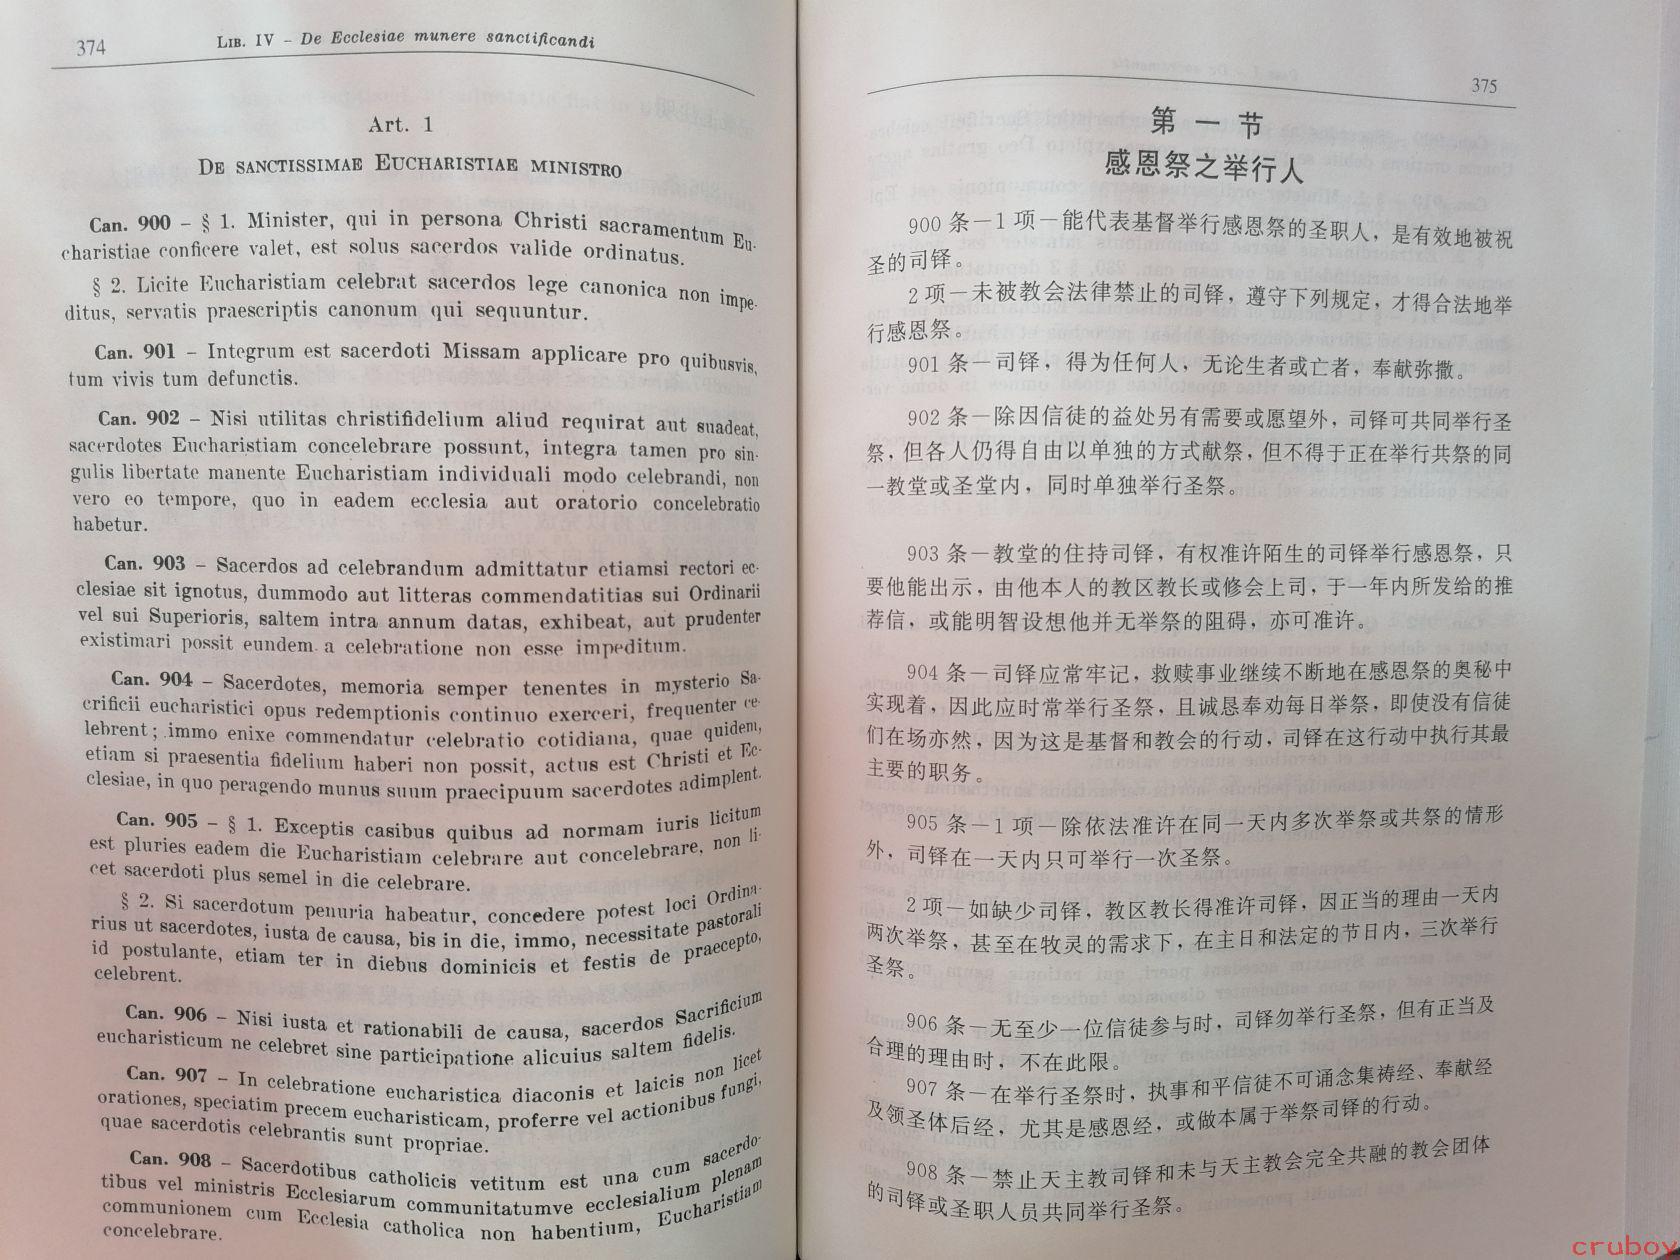 374
LIB. IV – De Ecclesiae munere sanctificandi
Art. 1
DE SANCTISSIMAE EUCHARISTIAE MINISTRO
Can. 900 – § 1. Minister, qui in persona Christi sacramentum Eu-
charistiae conficere valet, est solus sacerdos valide ordinatus.
§ 2. Licite Eucharistiam celebrat sacerdos lege canonica non impe-
ditus, servatis praescriptis canonum qui sequuntur.
Can. 901 – Integrum est sacerdoti Missam applicare pro quibusvis,
tum vivis tum defunctis.
Can. 902 – Nisi utilitas christifidelium aliud requirat aut suadeat,
sacerdotes Eucharistiam concelebrare possunt, integra tamen pro sin-
gulis libertate manente Eucharistiam individuali modo celebrandi, non
vero eo tempore, quo in eadem ecclesia aut oratorio concelebratio
habetur.
Can. 903 – Sacerdos ad celebrandum admittatur etiamsi rectori ec-
clesiae sit ignotus, dummodo aut litteras commendatitias sui Ordinarii
vel sui Superioris, saltem intra annum datas, exhibeat, aut prudenter
existimari possit eundem a celebratione non esse impeditum.
Can. 904 – Sacerdotes, memoria semper tenentes in mysterio Sa-
crificii eucharistici opus redemptionis continuo exerceri, frequenter ce-
lebrent; immo enixe commendatur celebratio cotidiana, quae quidem,
etiam si praesentia fidelium haberi non possit, actus est Christi et Ec-
clesiae, in quo peragendo munus suum praecipuum sacerdotes adimplent.
Can. 905 – § 1. Exceptis casibus quibus ad normam iuris licitum
est pluries eadem die Eucharistiam celebrare aut concelebrare, non li-
cet sacerdoti plus semel in die celebrare.
§ 2. Si sacerdotum penuria habeatur, concedere potest loci Ordina-
rius ut sacerdotes, iusta de causa, bis in die, immo, necessitate pastorali
id postulante, etiam ter in diebus dominicis et festis de praecepto,
celebrent.
Can. 906 – Nisi iusta et rationabili de causa, sacerdos Sacrificium
eucharisticum ne celebret sine participatione alicuius saltem fidelis.
Can. 907 – In celebratione eucharistica diaconis et laicis non licet
orationes, speciatim precem eucharisticam, proferre vel actionibus fungi,
quae sacerdotis celebrantis sunt propriae.
Can. 908 – Sacerdotibus catholicis vetitum est una cum sacerdo-
tibus vel ministris Ecclesiarum communitatumve ecclesialium plenam
communionem cum Ecclesia catholica non habentium, Eucharistiam
concelebrare.
375
第一节
感恩祭之举行人
900 条－1 项－能代表基督举行感恩祭的圣职人，是有效地被祝
圣的司铎。
2 项－未被教会法律禁止的司铎，遵守下列规定，才得合法地举
行感恩祭。
901 条－司铎，得为任何人，无论生者或亡者，奉献弥撒。
902 条－除因信徒的益处另有需要或愿望外，司铎可共同举行圣
祭，但各人仍得自由以单独的方式献祭，但不得于正在举行共祭的同
一教堂或圣堂内，同时单独举行圣祭。
903 条－教堂的住持司铎，有权准许陌生的司铎举行感恩祭，只
要他能出示，由他本人的教区教长或修会上司，于一年内所发给的推
荐信，或能明智设想他并无举祭的阻碍，亦可准许。
904 条－司铎应常牢记，救赎事业继续不断地在感恩祭的奥秘中
实现着，因此应时常举行圣祭，且诚恳奉劝每日举祭，即使没有信徒
们在场亦然，因为这是基督和教会的行动，司铎在这行动中执行其最
主要的职务。
905 条－1 项－除依法准许在同一天内多次举祭或共祭的情形
外，司铎在一天内只可举行一次圣祭。
2 项－如缺少司铎，教区教长得准许司铎，因正当的理由一天内
两次举祭，甚至在牧灵的需求下，在主日和法定的节日内，三次举行
圣祭。
906 条－无至少一位信徒参与时，司铎勿举行圣祭，但有正当及
合理的理由时，不在此限。
907 条－在举行圣祭时，执事和平信徒不可诵念集祷经、奉献经
及领圣体后经，尤其是感恩经，或做本属于举祭司铎的行动。
908 条－禁止天主教司铎和未与天主教会完全共融的教会团体
的司铎或圣职人员共同举行圣祭。
cruboy